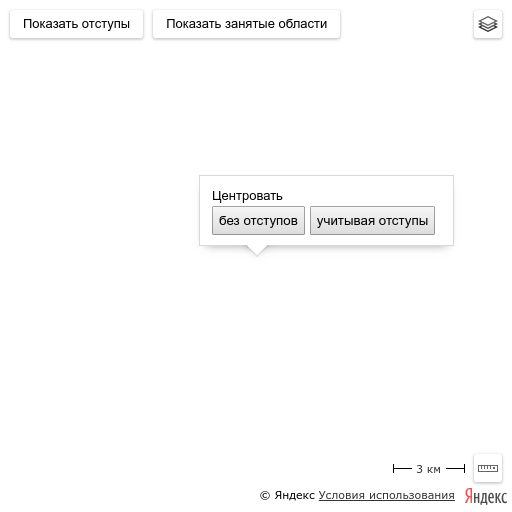 Показать отступы
Показать занятые области
Центровать
без отступов
учитывая отступы
3 км
© Яндекс Условия использования
Яндекс